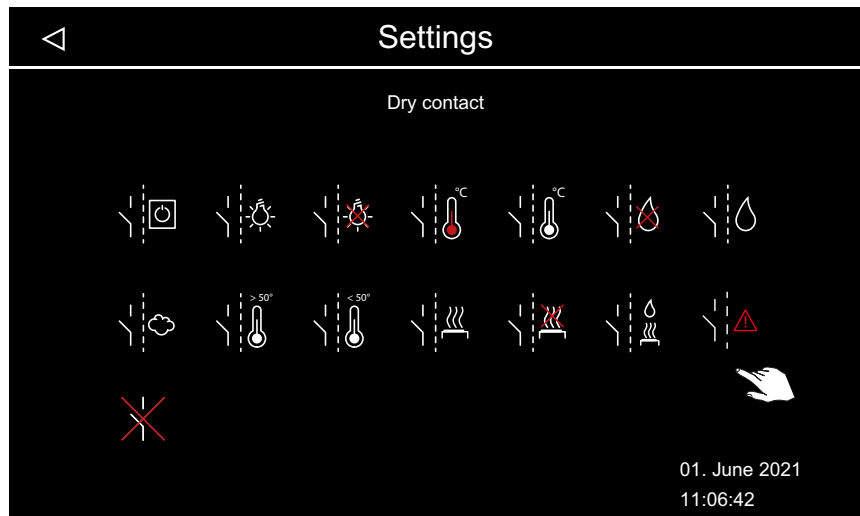 Settings
Dry contact
°C °C
> 50° < 50°
01. June 2021
11:06:42